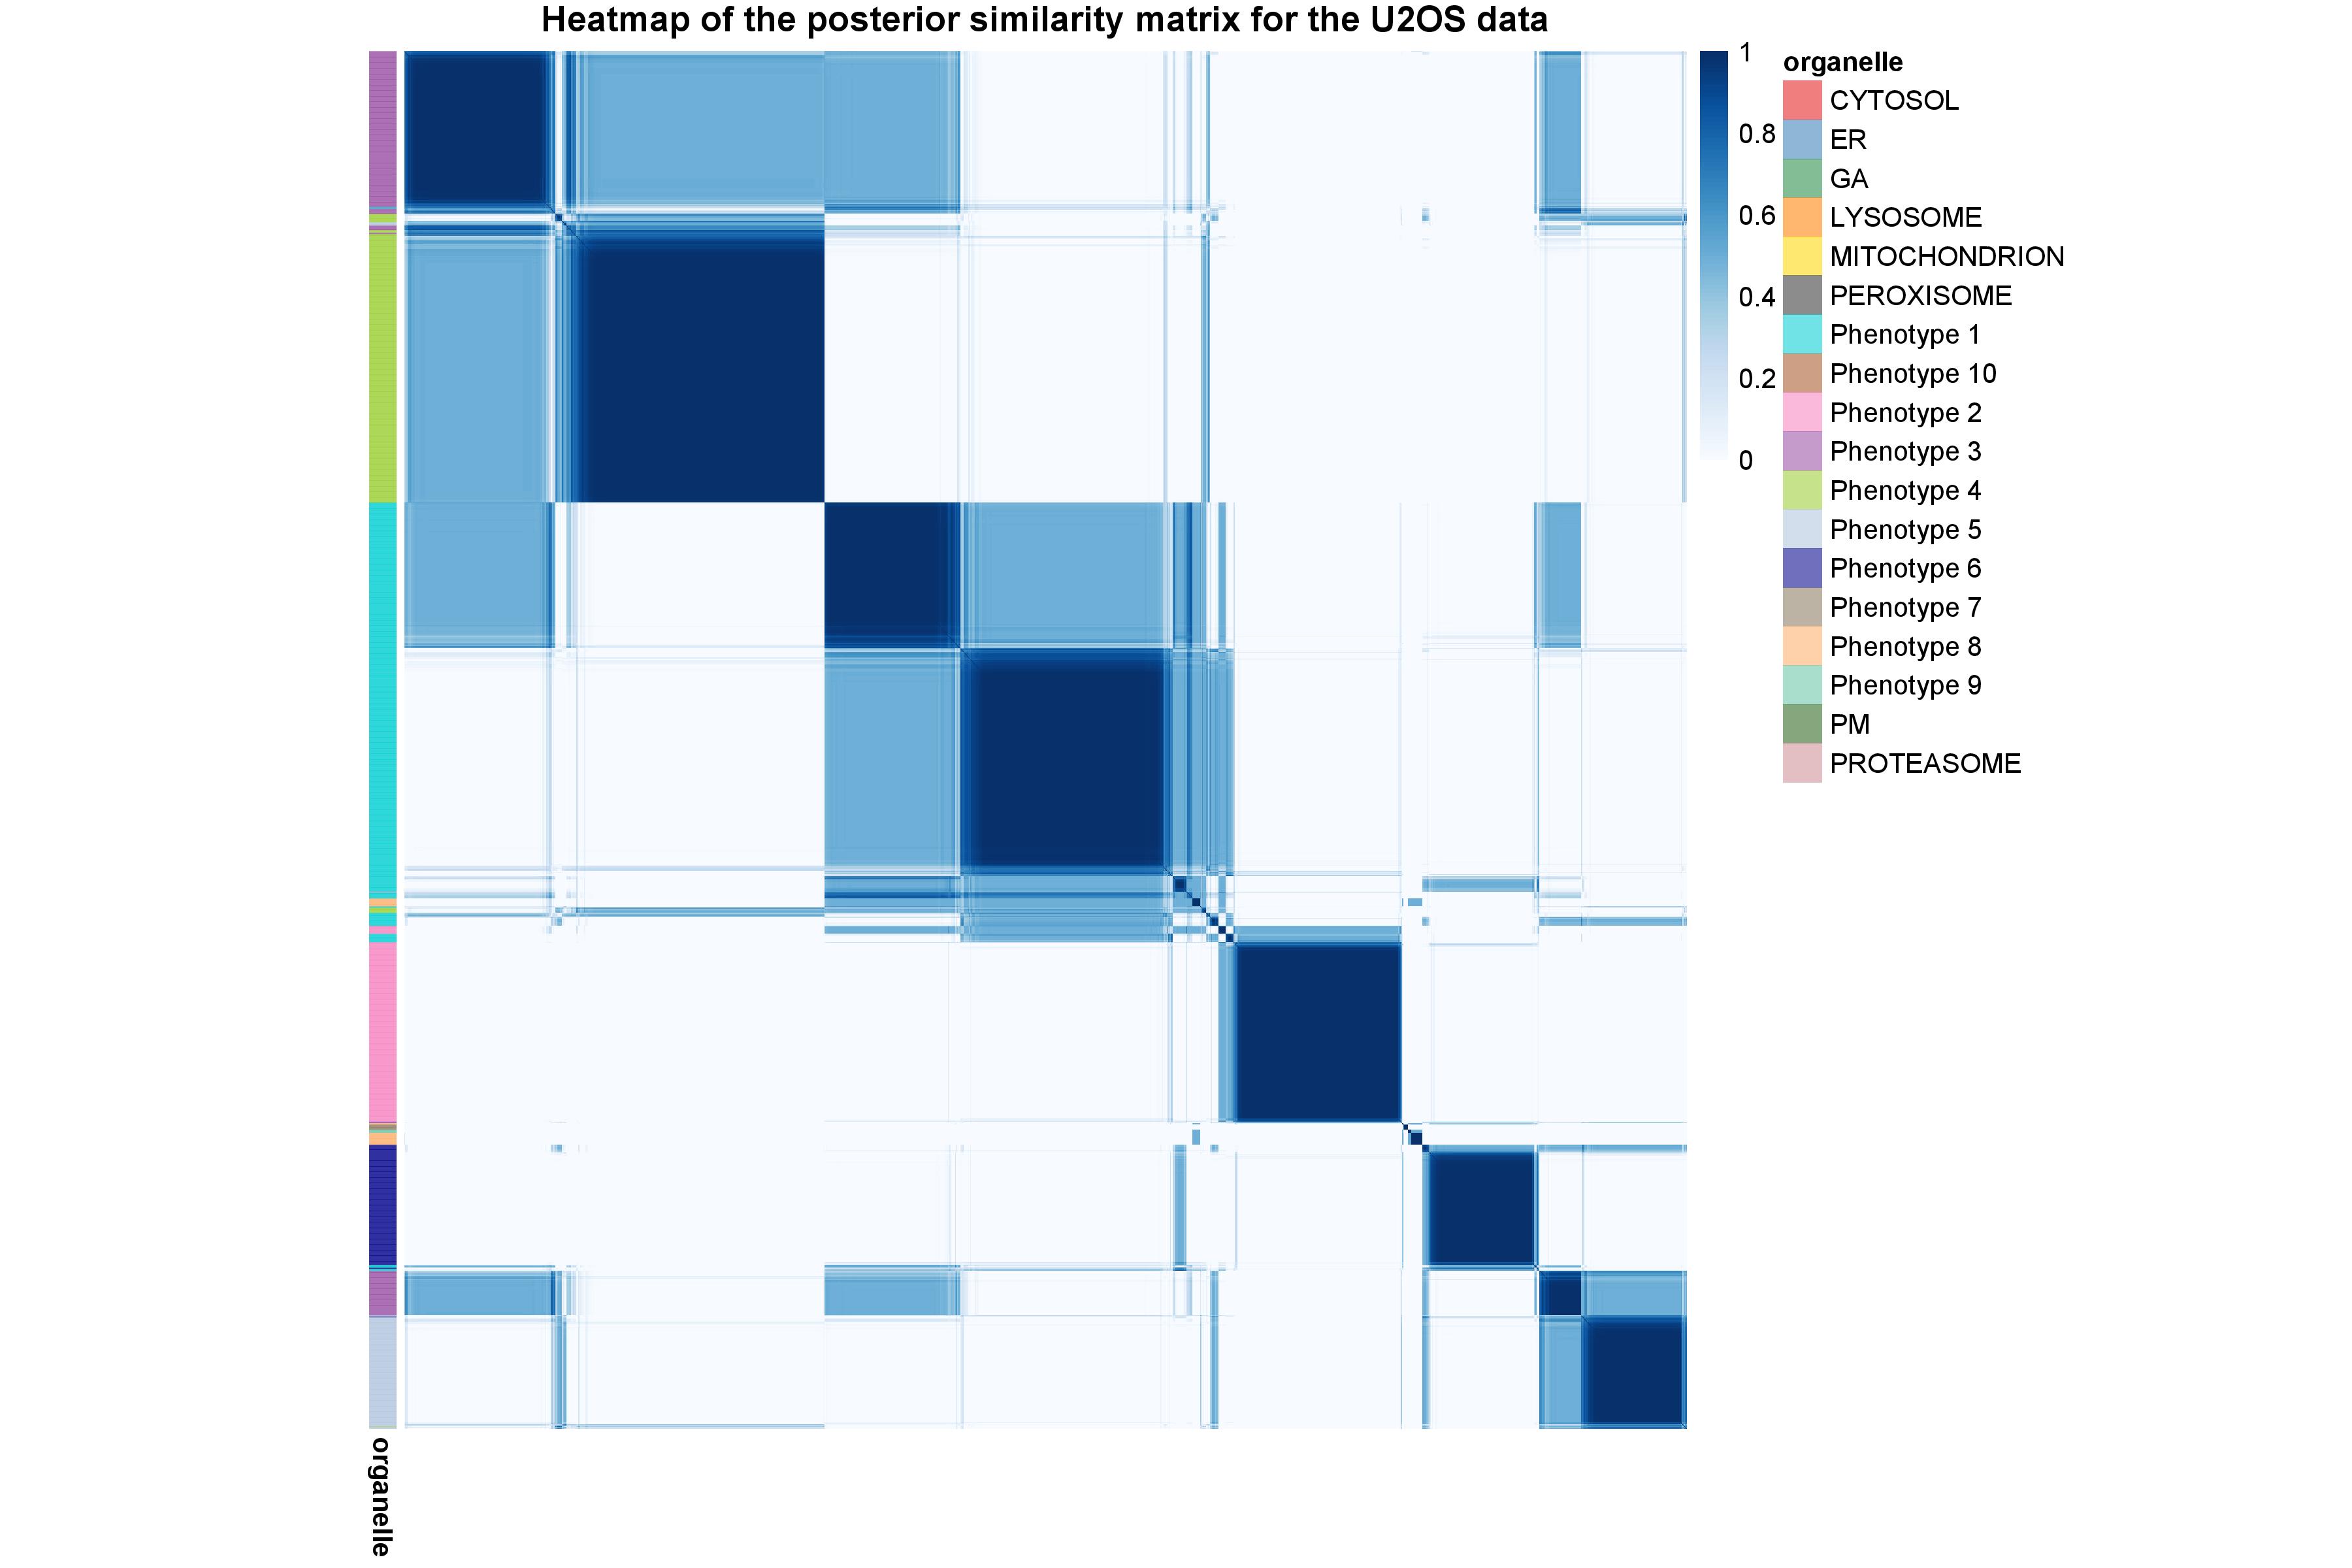 Heatmap of the posterior similarity matrix for the U2OS data
1
0.8
0.6
0.4
0.2
0
organelle
CYTOSOL
ER
GA
LYSOSOME
MITOCHONDRION
PEROXISOME
Phenotype 1
Phenotype 10
Phenotype 2
Phenotype 3
Phenotype 4
Phenotype 5
Phenotype 6
Phenotype 7
Phenotype 8
Phenotype 9
PM
PROTEASOME
organelle